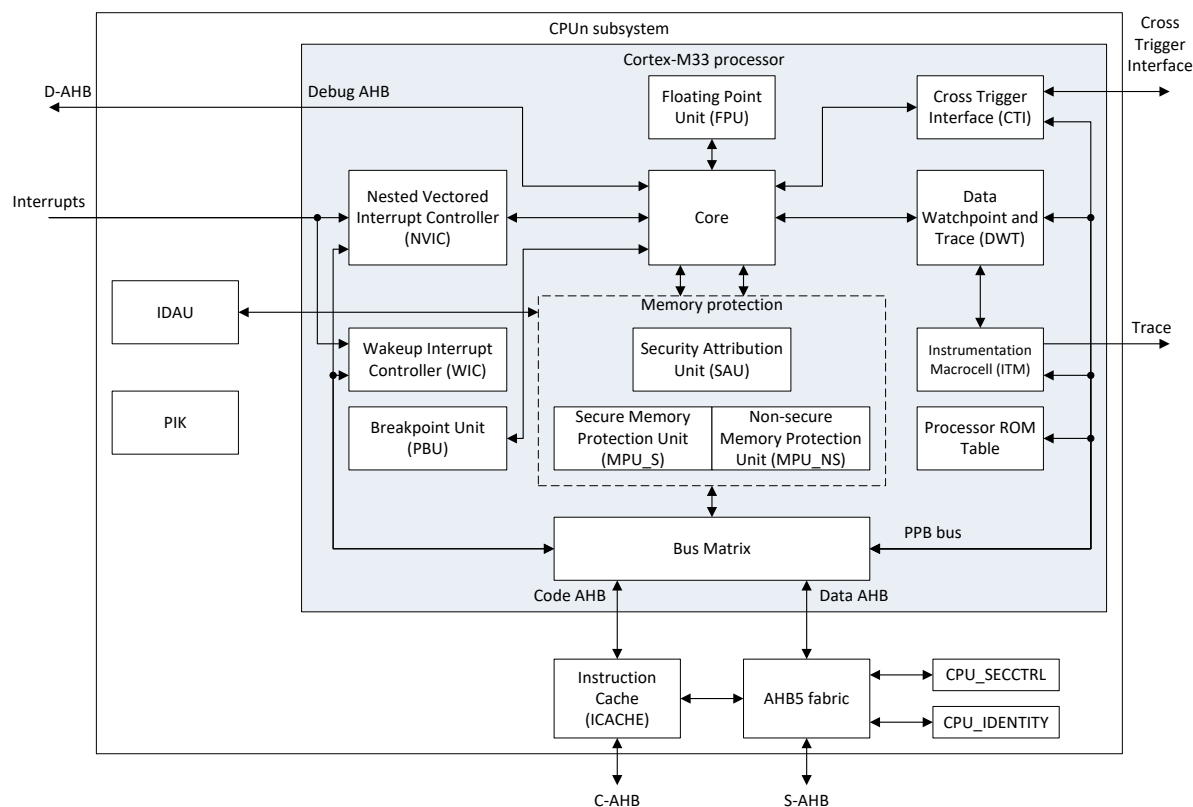 CPUn subsystem
Cross
Trigger
Interface
Cortex-M33 processor
D-AHB
Debug AHB
Floating Point
Unit (FPU)
Cross Trigger
Interface (CTI)
Interrupts
Nested Vectored
Interrupt Controller
(NVIC)
Core
Data
Watchpoint and
Trace (DWT)
IDAU
Memory protection
Wakeup Interrupt
Controller (WIC)
Security Attribution
Unit (SAU)
Instrumentation
Macrocell (ITM)
Trace
PIK
Breakpoint Unit
(PBU)
Secure Memory
Protection Unit
(MPU_S)
Non-secure
Memory Protection
Unit (MPU_NS)
Processor ROM
Table
Bus Matrix
PPB bus
Code AHB
Data AHB
Instruction
Cache
(ICACHE)
AHB5 fabric
CPU_SECCTRL
CPU_IDENTITY
C-AHB
S-AHB